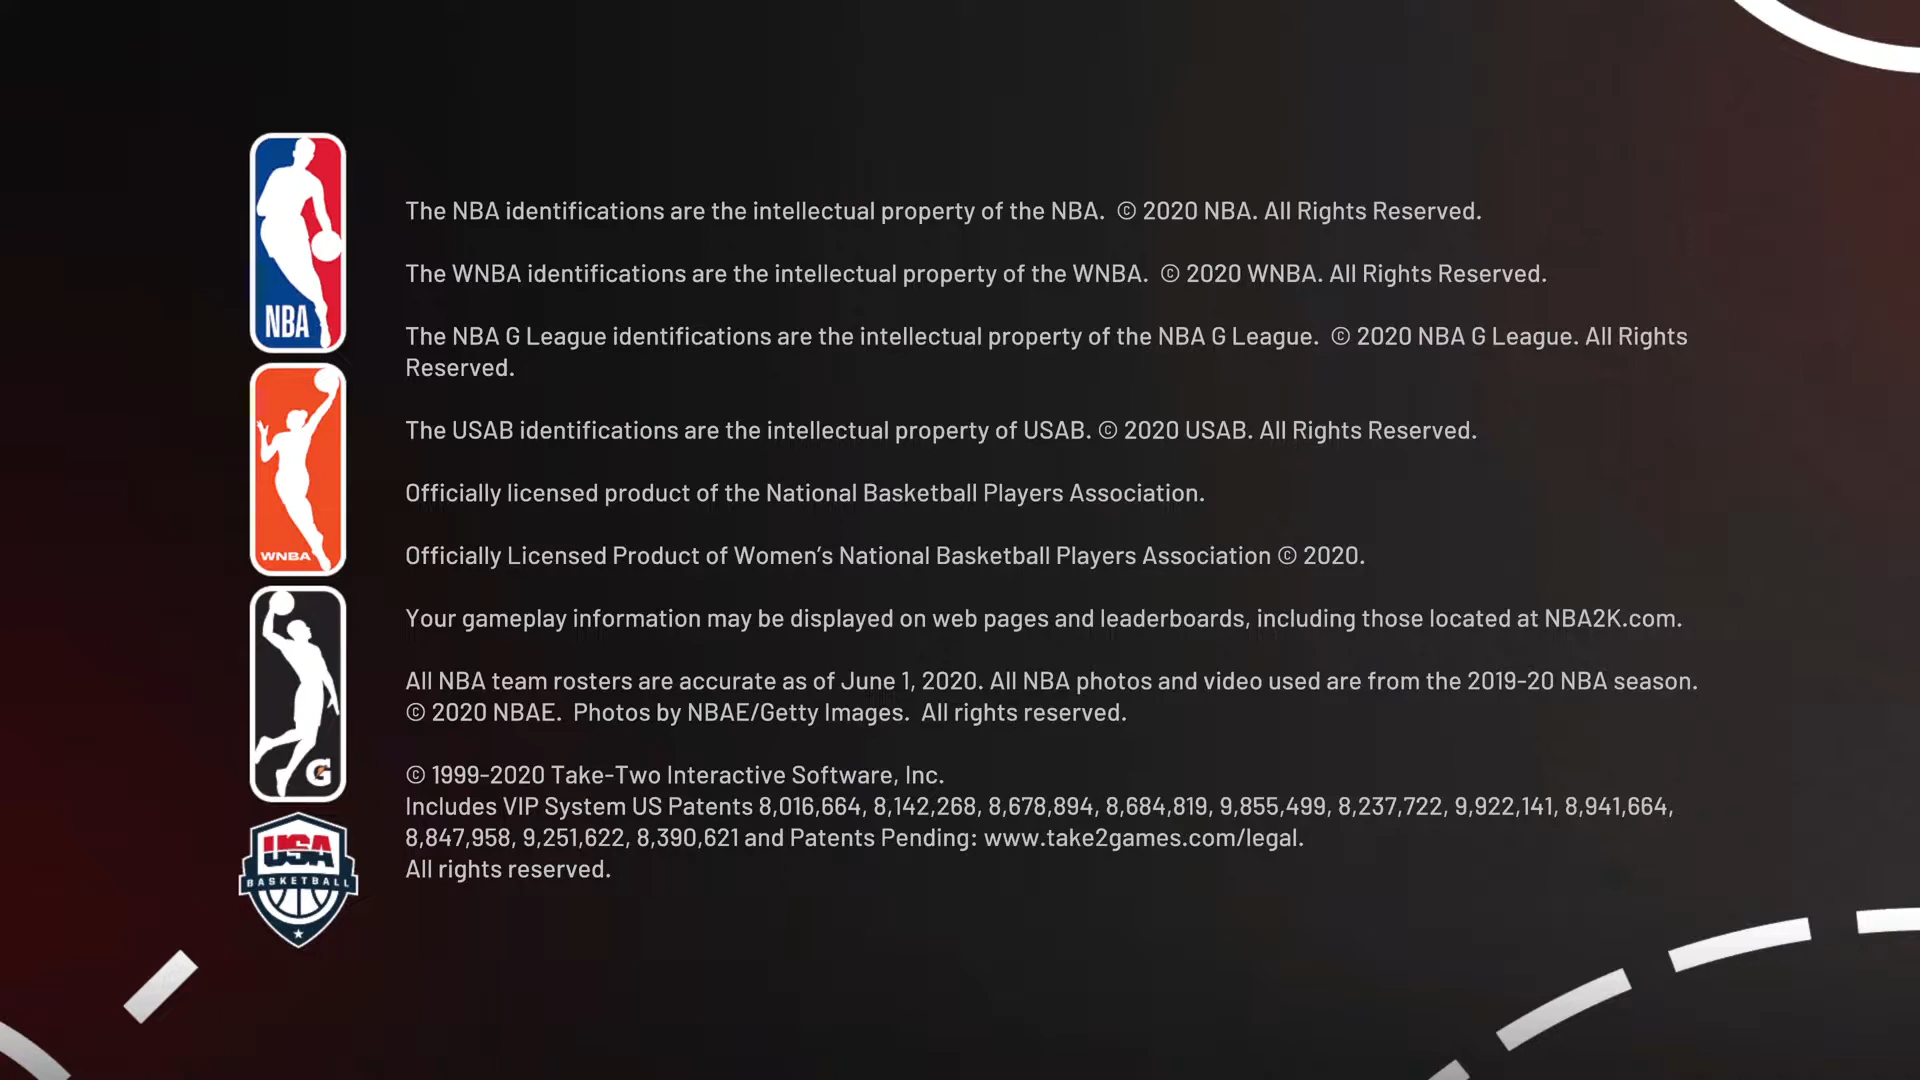 NBA
The NBA identifications are the intellectual property of the NBA.  © 2020 NBA. All Rights Reserved.
The WNBA identifications are the intellectual property of the WNBA.  © 2020 WNBA. All Rights Reserved.
The NBA G League identifications are the intellectual property of the NBA G League.  © 2020 NBA G League. All Rights
Reserved.
WNBA
The USAB identifications are the intellectual property of USAB. © 2020 USAB. All Rights Reserved.
Officially licensed product of the National Basketball Players Association.
Officially Licensed Product of Women’s National Basketball Players Association © 2020.
G
Your gameplay information may be displayed on web pages and leaderboards, including those located at NBA2K.com.
All NBA team rosters are accurate as of June 1, 2020. All NBA photos and video used are from the 2019-20 NBA season.
© 2020 NBAE.  Photos by NBAE/Getty Images.  All rights reserved.
USA
BASKETBALL
© 1999-2020 Take-Two Interactive Software, Inc.
Includes VIP System US Patents 8,016,664, 8,142,268, 8,678,894, 8,684,819, 9,855,499, 8,237,722, 9,922,141, 8,941,664,
8,847,958, 9,251,622, 8,390,621 and Patents Pending: www.take2games.com/legal.
All rights reserved.